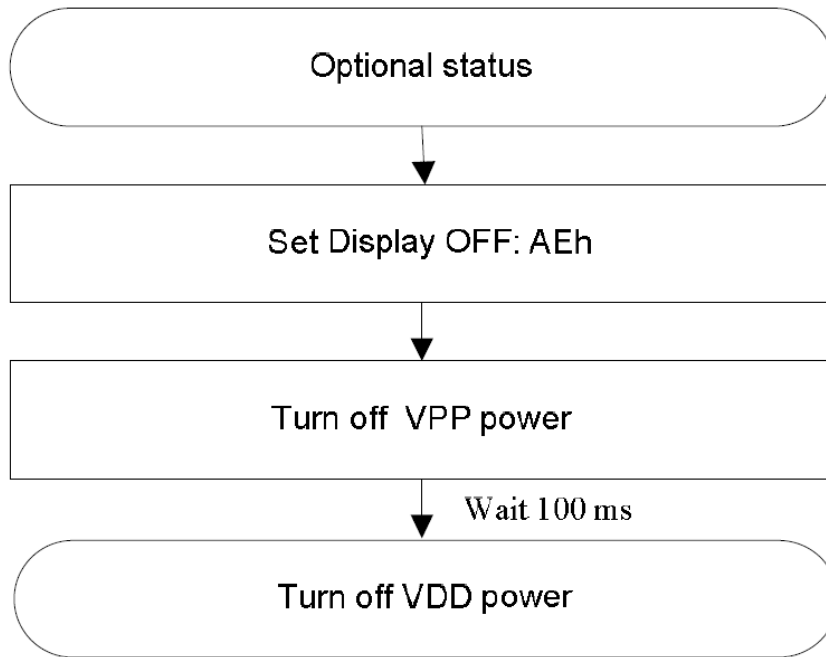 Optional status
Set Display OFF: AEh
Turn off VPP power
Wait 100 ms
Turn off VDD power